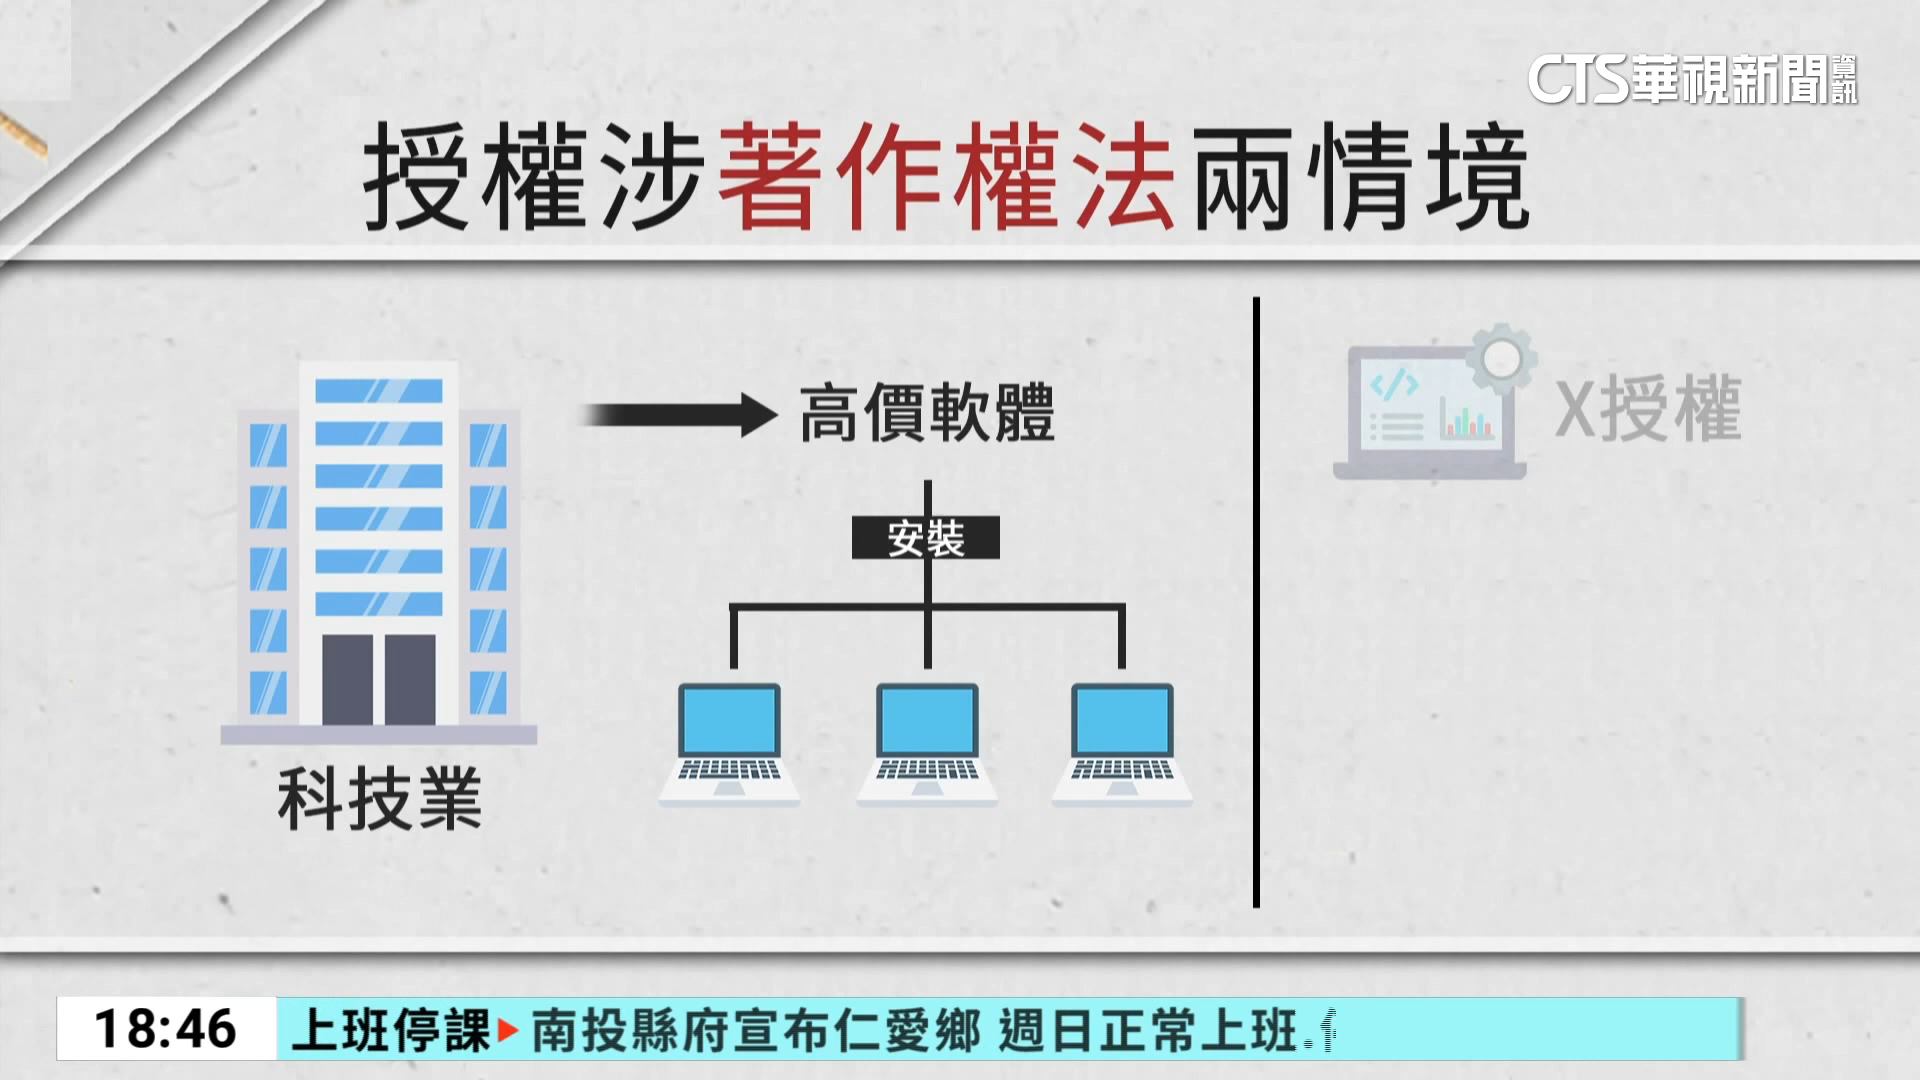 CTS華視新聞資訊
授權涉著作權法兩情境
高價軟體
X授權
安裝
科技業
18:46 上班停課 南投縣府宣布仁愛鄉 週日正常上班.